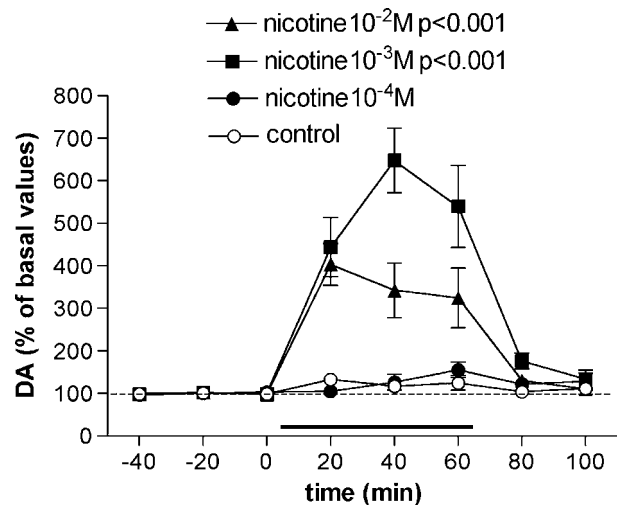 nicotine10⁻²M p<0.001
nicotine10⁻³M p<0.001
nicotine10⁻⁴M
control
DA (% of basal values)
800
700
600
500
400
300
200
100
0
-40 -20 0 20 40 60 80 100
time (min)